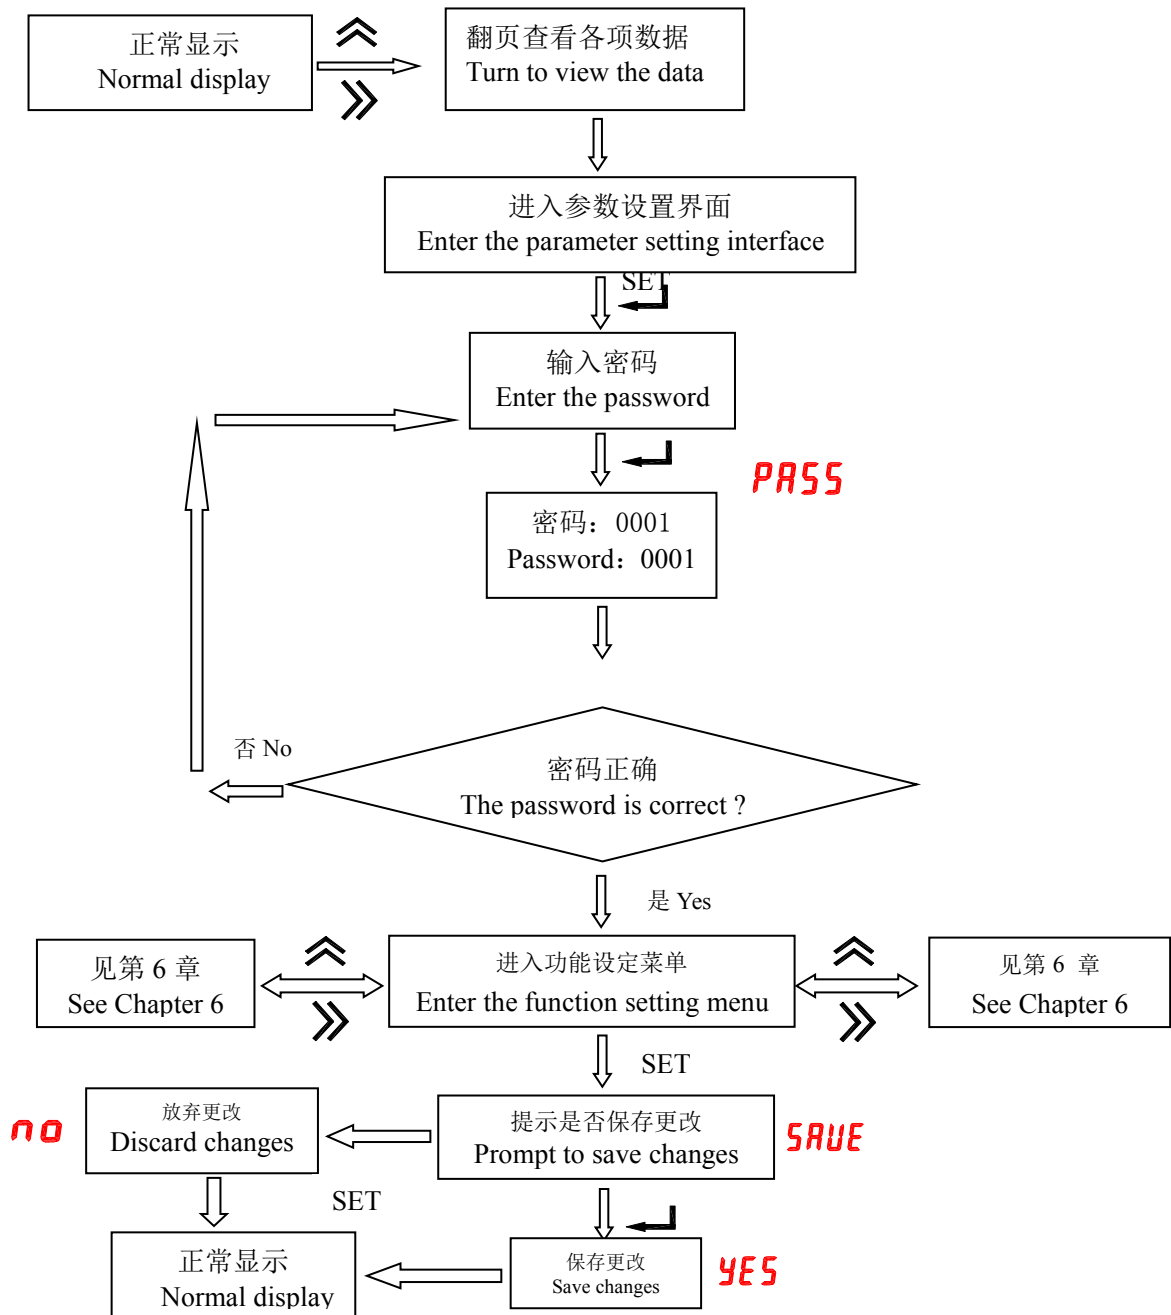 正常显示
Normal display
翻页查看各项数据
Turn to view the data
进入参数设置界面
Enter the parameter setting interface
SET
输入密码
Enter the password
PASS
密码：0001
Password：0001
否 No
密码正确
The password is correct ?
是 Yes
见第 6 章
See Chapter 6
进入功能设定菜单
Enter the function setting menu
见第 6 章
See Chapter 6
SET
no
放弃更改
Discard changes
提示是否保存更改
Prompt to save changes
SAVE
SET
正常显示
Normal display
保存更改
Save changes
YES